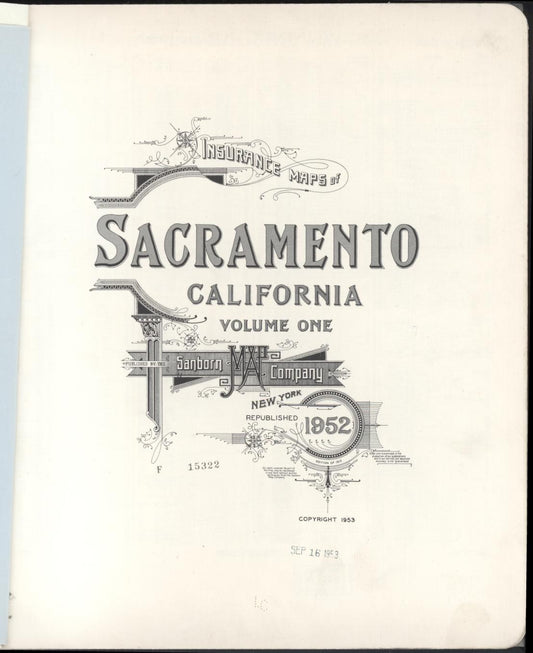 INSURANCE MAPS of
SACRAMENTO
CALIFORNIA
VOLUME ONE
PUBLISHED BY THE
Sanborn MAP Company
NEW YORK
REPUBLISHED 1952
F 15322
COPYRIGHT 1953
SEP 16 1953